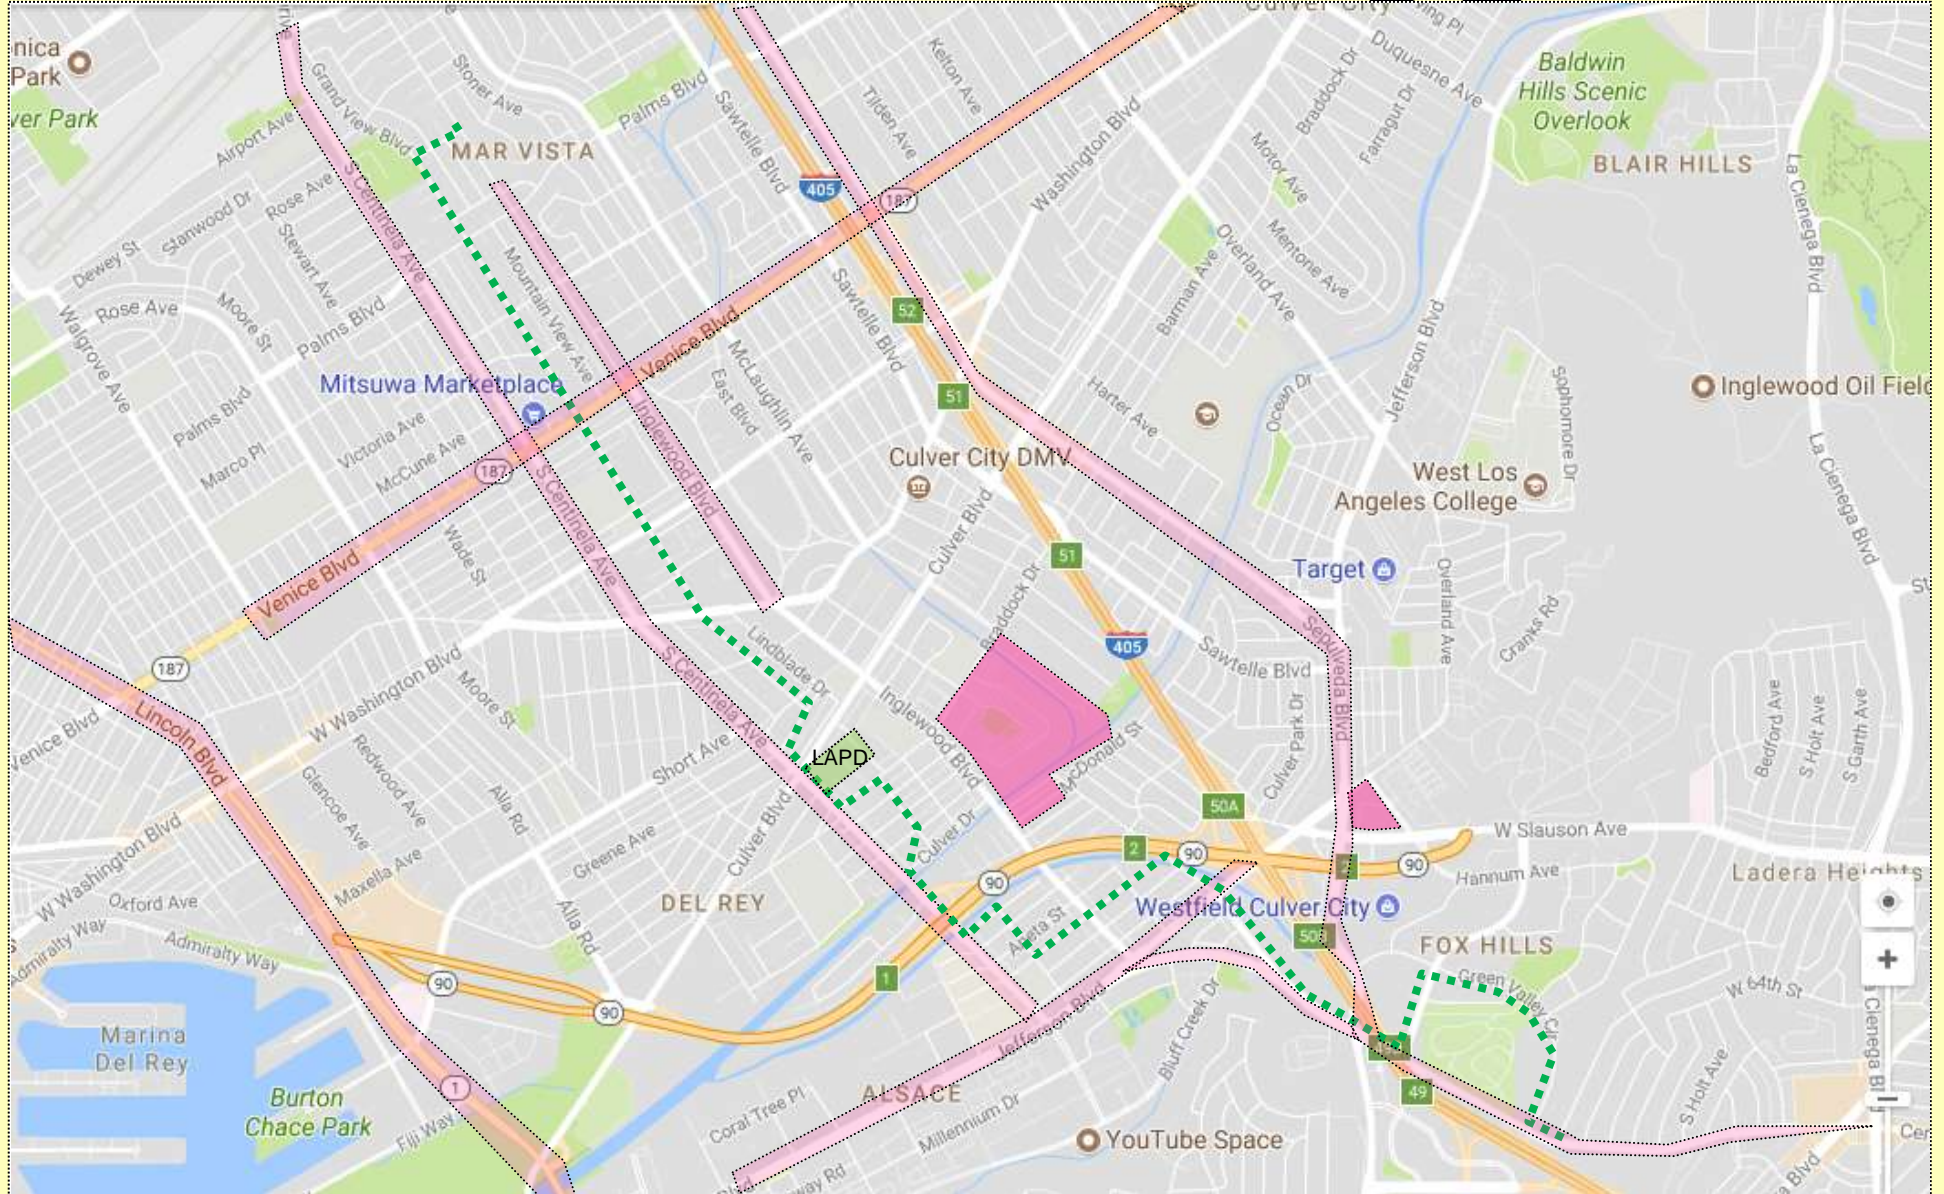 Culver City
nica
Park
ver Park
Grand View Blvd
Stoner Ave
Palms Blvd
Sawtelle Blvd
Kelton Ave
Tilden Ave
Duquesne Ave
Braddock Dr
Farragut Dr
Motor Ave
Washington Blvd
Baldwin
Hills Scenic
Overlook
BLAIR HILLS
La Cienega Blvd
Airport Ave
MAR VISTA
S Centinela Ave
Rose Ave
Stanwood Dr
Stewart Ave
Dewey St
Rose Ave
Moore St
Palms Blvd
Walgrove Ave
Mountain View Ave
405
187
Overland Ave
Mentone Ave
Barman Ave
52
Sawtelle Blvd
Venice Blvd
McLaughlin Ave
East Blvd
Mitsuwa Marketplace
Palms Blvd
Victoria Ave
McCune Ave
Marco Pl
187
Inglewood Blvd
51
Harter Ave
Ocean Dr
Jefferson Blvd
Sophomore Dr
Inglewood Oil Field
La Cienega Blvd
Culver City DMV
West Los
Angeles College
Culver Blvd
S Centinela Ave
Wade St
Venice Blvd
51
Target
Overland Ave
Cranks Rd
Braddock Dr
187
Lindblade Dr
405
Sawtelle Blvd
Sepulveda Blvd
W Washington Blvd
Moore St
S Centinela Ave
Inglewood Blvd
Venice Blvd
Lincoln Blvd
Short Ave
LAPD
McDonald St
Culver Park Dr
Bedford Ave
S Holt Ave
S Garth Ave
Redwood Ave
Glencoe Ave
Alla Rd
Culver Blvd
Culver Dr
50A
W Slauson Ave
W Washington Blvd
Maxella Ave
Greene Ave
2
90
2
90
Hannum Ave
Ladera Heights
Oxford Ave
Admiralty Way
Admiralty Way
Alla Rd
DEL REY
90
Aneta St
Westfield Culver City
FOX HILLS
90
1
90
Jefferson Blvd
Bluff Creek Dr
Green Valley Cir
W 64th St
Marina
Del Rey
Burton
Chace Park
1
Fiji Way
ALSACE
Coral Tree Pl
Millennium Dr
YouTube Space
49
S Holt Ave